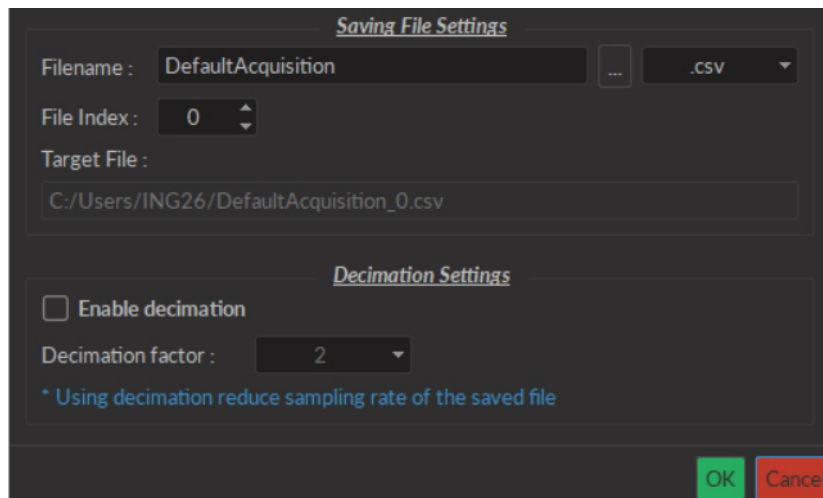 Saving File Settings
Filename : DefaultAcquisition ... .csv
File Index : 0
Target File :
C:/Users/ING26/DefaultAcquisition_0.csv
Decimation Settings
Enable decimation
Decimation factor : 2
* Using decimation reduce sampling rate of the saved file
OK Cance